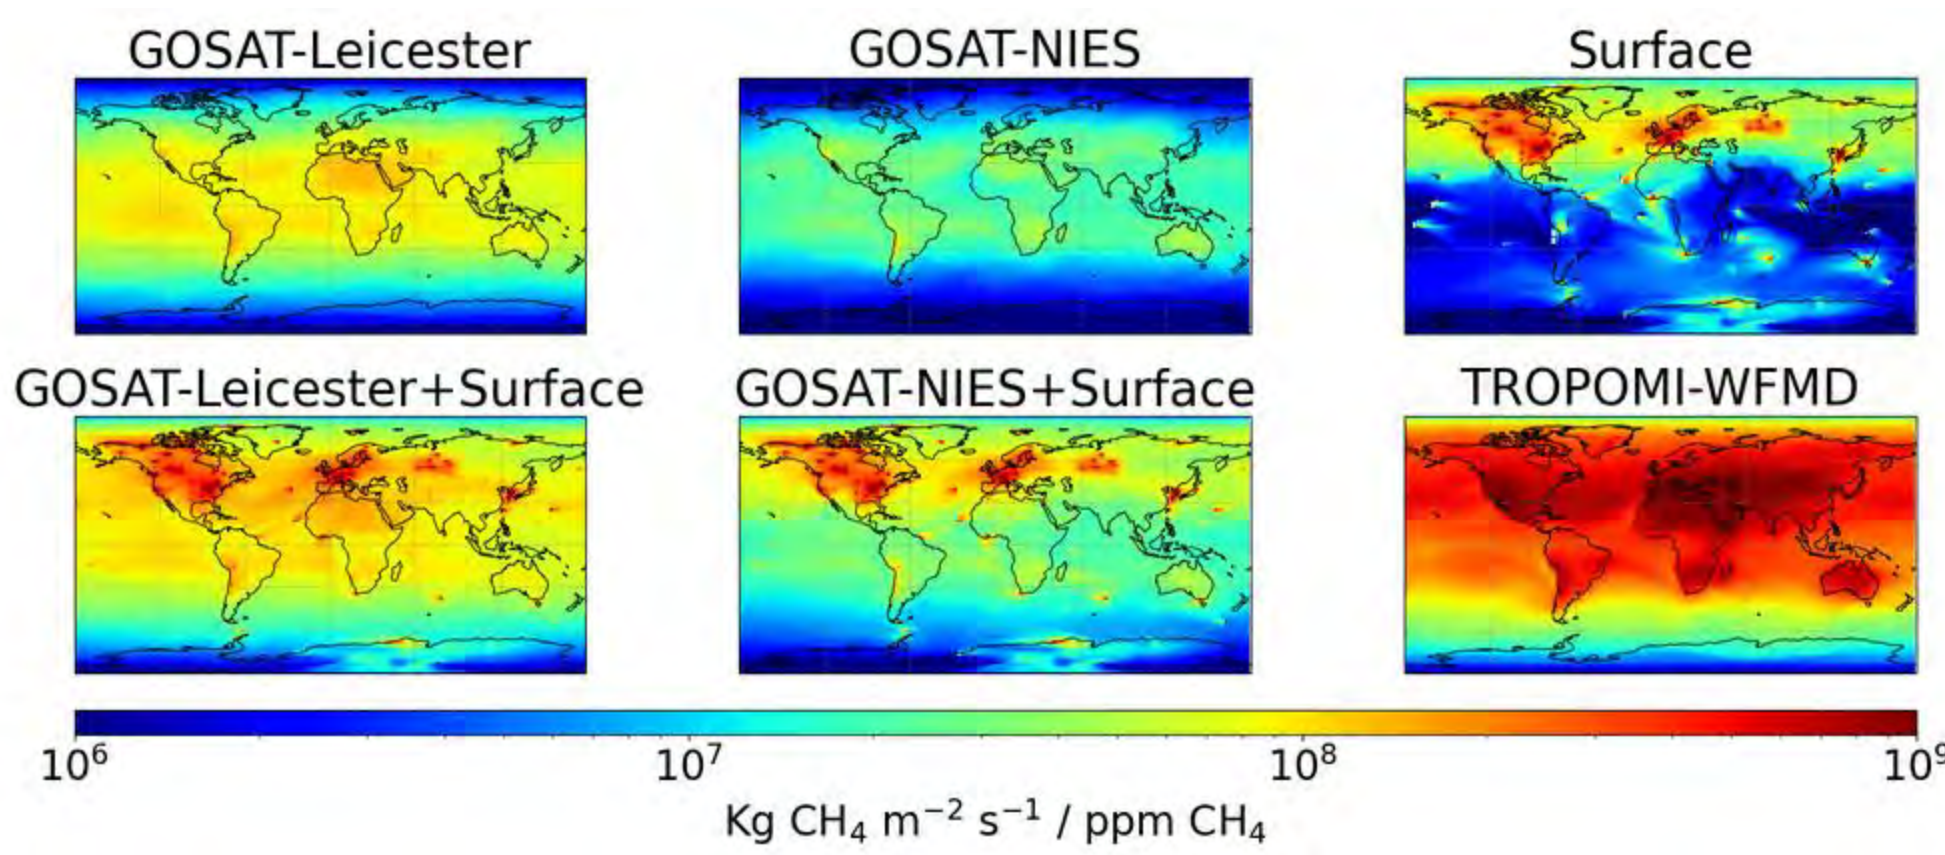 GOSAT-Leicester
GOSAT-NIES
Surface
GOSAT-Leicester+Surface
GOSAT-NIES+Surface
TROPOMI-WFMD
10⁶
10⁷
10⁸
10⁹
Kg CH₄ m⁻² s⁻¹ / ppm CH₄